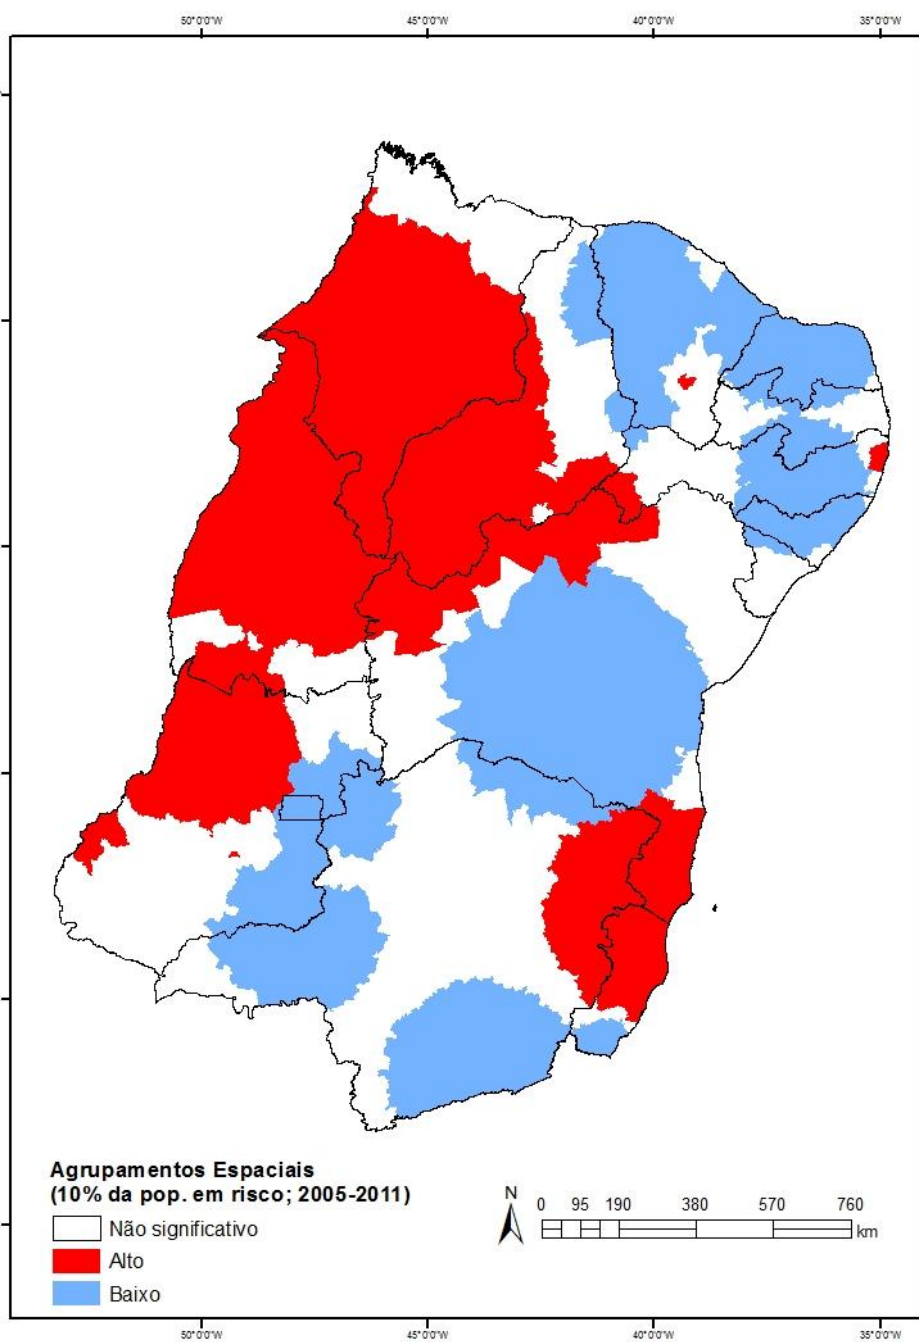 50°0'0"W 45°0'0"W 40°0'0"W 35°0'0"W
Agrupamentos Espaciais
(10% da pop. em risco; 2005-2011)
Não significativo
Alto
Baixo
N
0 95 190 380 570 760
km
50°0'0"W 45°0'0"W 40°0'0"W 35°0'0"W